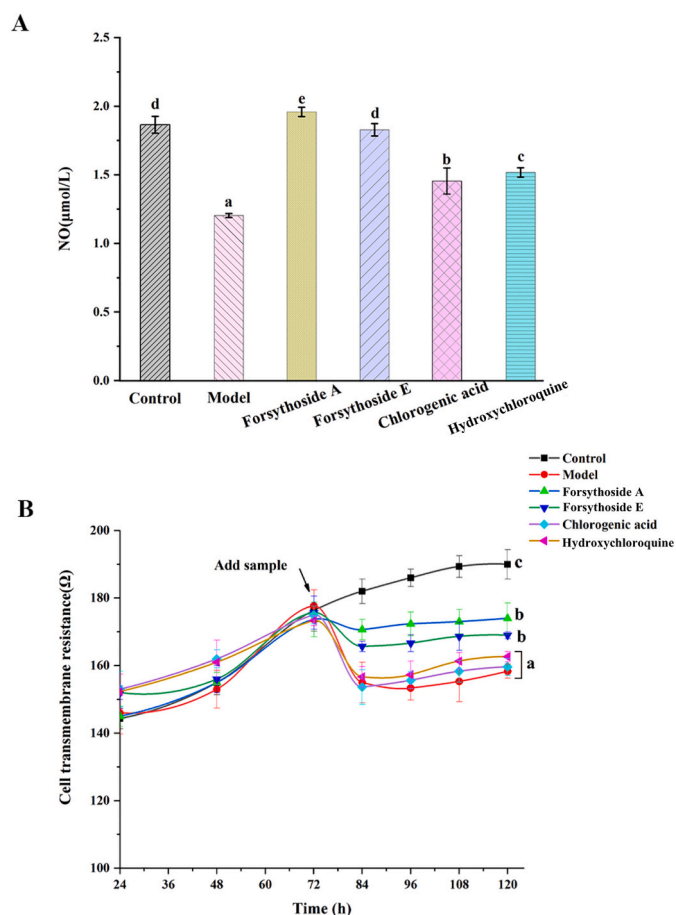 A
NO(μmol/L)
2.5
2.0
1.5
1.0
0.5
0.0
d
a
e
d
b
c
Control
Model
Forsythoside A
Forsythoside E
Chlorogenic acid
Hydroxychloroquine
B
Control
Model
Forsythoside A
Forsythoside E
Chlorogenic acid
Hydroxychloroquine
Cell transmembrane resistance(Ω)
200
180
160
140
120
100
Add sample
c
b
b
a
24
36
48
60
72
84
96
108
120
Time (h)